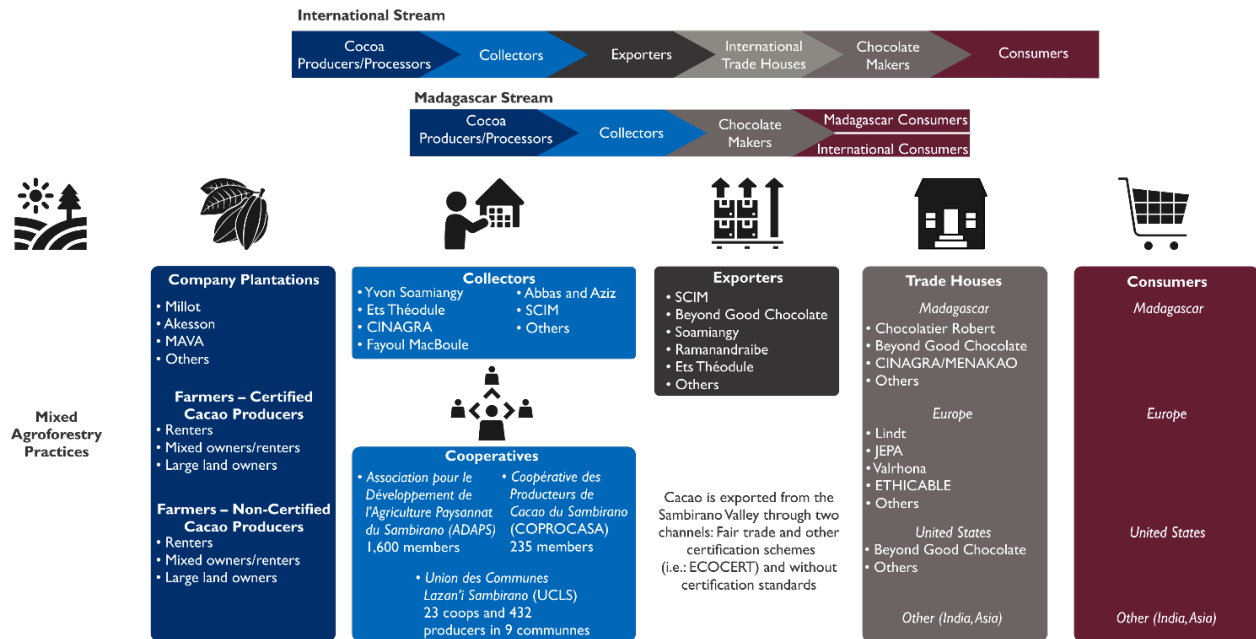 International Stream
Cocoa
Producers/Processors
Collectors
Exporters
International
Trade Houses
Chocolate
Makers
Consumers
Madagascar Stream
Cocoa
Producers/Processors
Collectors
Chocolate
Makers
Madagascar Consumers
International Consumers
Mixed
Agroforestry
Practices
Company Plantations
• Millot
• Akesson
• MAVA
• Others
Farmers – Certified
Cacao Producers
• Renters
• Mixed owners/renters
• Large land owners
Farmers – Non-Certified
Cacao Producers
• Renters
• Mixed owners/renters
• Large land owners
Collectors
• Yvon Soamiangy
• Ets Théodule
• CINAGRA
• Fayoul MacBoule
• Abbas and Aziz
• SCIM
• Others
Cooperatives
• Association pour le
Développement de
l'Agriculture Paysannat
du Sambirano (ADAPS)
1,600 members
• Coopérative des
Producteurs de
Cacao du Sambirano
(COPROCASA)
235 members
• Union des Communes
Lazan'i Sambirano (UCLS)
23 coops and 432
producers in 9 communnes
Exporters
• SCIM
• Beyond Good Chocolate
• Soamiangy
• Ramanandraibe
• Ets Théodule
• Others
Cacao is exported from the
Sambirano Valley through two
channels: Fair trade and other
certification schemes
(i.e.: ECOCERT) and without
certification standards
Trade Houses
Madagascar
• Chocolatier Robert
• Beyond Good Chocolate
• CINAGRA/MENAKAO
• Others
Europe
• Lindt
• JEPA
• Valrhona
• ETHICABLE
• Others
United States
• Beyond Good Chocolate
• Others
Other (India, Asia)
Consumers
Madagascar
Europe
United States
Other (India, Asia)